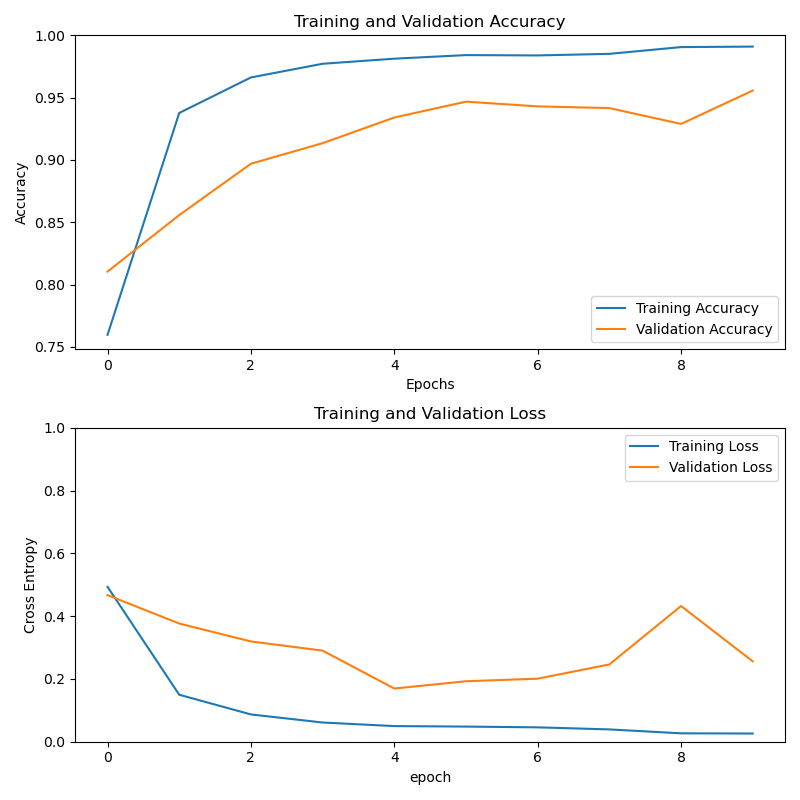 Training and Validation Accuracy
1.00
0.95
0.90
0.85
0.80
0.75
Accuracy
Training Accuracy
Validation Accuracy
0 2 4 6 8
Epochs
Training and Validation Loss
1.0
0.8
0.6
0.4
0.2
0.0
Cross Entropy
Training Loss
Validation Loss
0 2 4 6 8
epoch